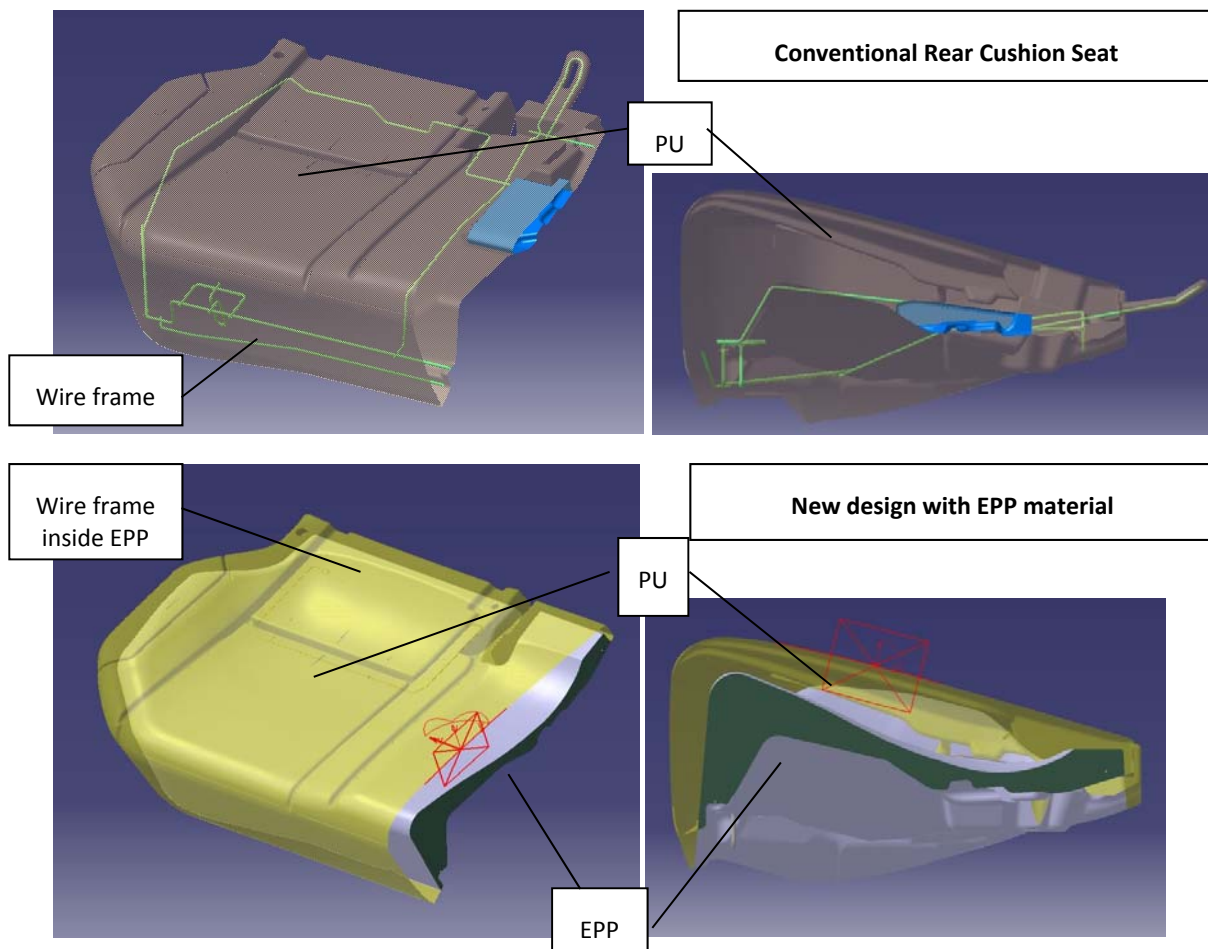 Conventional Rear Cushion Seat
PU
Wire frame
Wire frame
inside EPP
New design with EPP material
PU
EPP